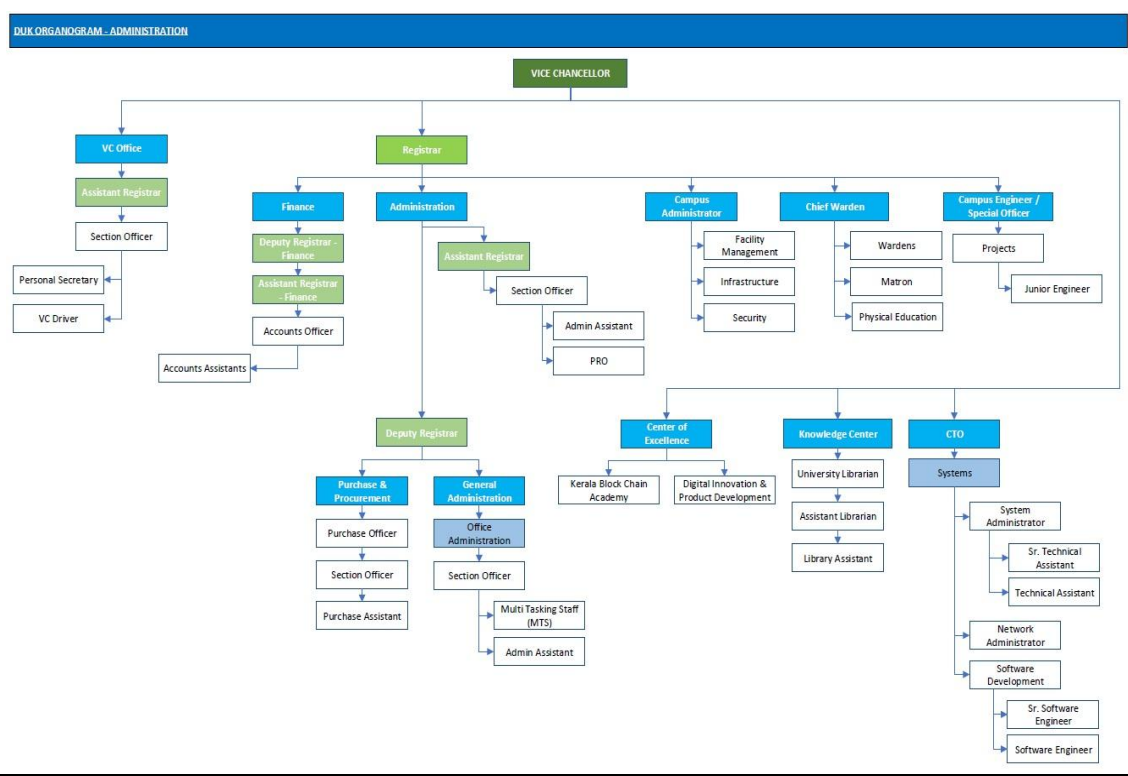 DUK ORGANOGRAM - ADMINISTRATION
VICE CHANCELLOR
VC Office
Assistant Registrar
Section Officer
Personal Secretary
VC Driver
Registrar
Finance
Deputy Registrar -
Finance
Assistant Registrar
- Finance
Accounts Officer
Accounts Assistants
Administration
Assistant Registrar
Section Officer
Admin Assistant
PRO
Campus
Administrator
Facility
Management
Infrastructure
Security
Chief Warden
Wardens
Matron
Physical Education
Campus Engineer /
Special Officer
Projects
Junior Engineer
Deputy Registrar
Purchase &
Procurement
Purchase Officer
Section Officer
Purchase Assistant
General
Administration
Office
Administration
Section Officer
Multi Tasking Staff
(MTS)
Admin Assistant
Center of
Excellence
Kerala Block Chain
Academy
Digital Innovation &
Product Development
Knowledge Center
University Librarian
Assistant Librarian
Library Assistant
CTO
Systems
System
Administrator
Sr. Technical
Assistant
Technical Assistant
Network
Administrator
Software
Development
Sr. Software
Engineer
Software Engineer